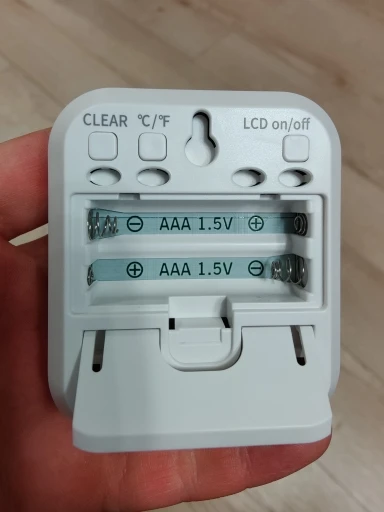 CLEAR °C/°F LCD on/off
⊖ AAA 1.5V ⊕
⊕ AAA 1.5V ⊖